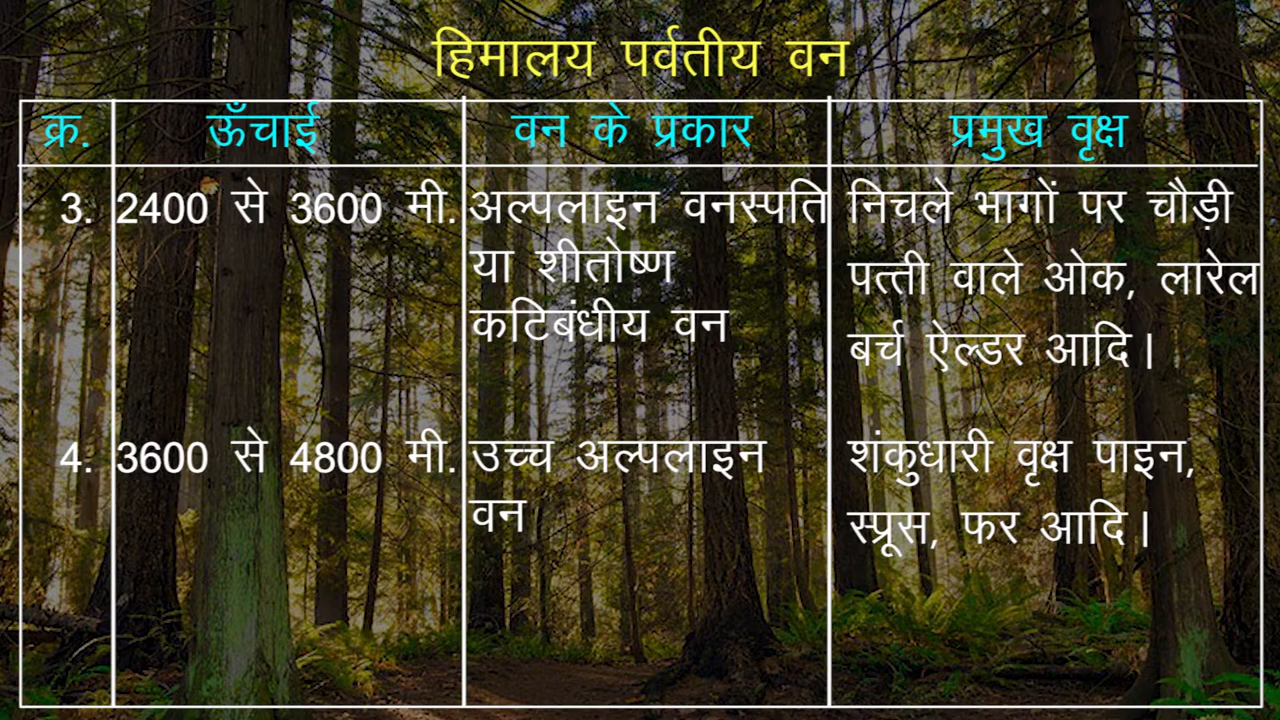 हिमालय पर्वतीय वन
क्र. ऊँचाई वन के प्रकार प्रमुख वृक्ष
3. 2400 से 3600 मी. अल्पलाइन वनस्पति निचले भागों पर चौड़ी
या शीतोष्ण पत्ती वाले ओक, लारेल
कटिबंधीय वन बर्च ऐल्डर आदि।
4. 3600 से 4800 मी. उच्च अल्पलाइन शंकुधारी वृक्ष पाइन,
वन स्प्रूस, फर आदि।